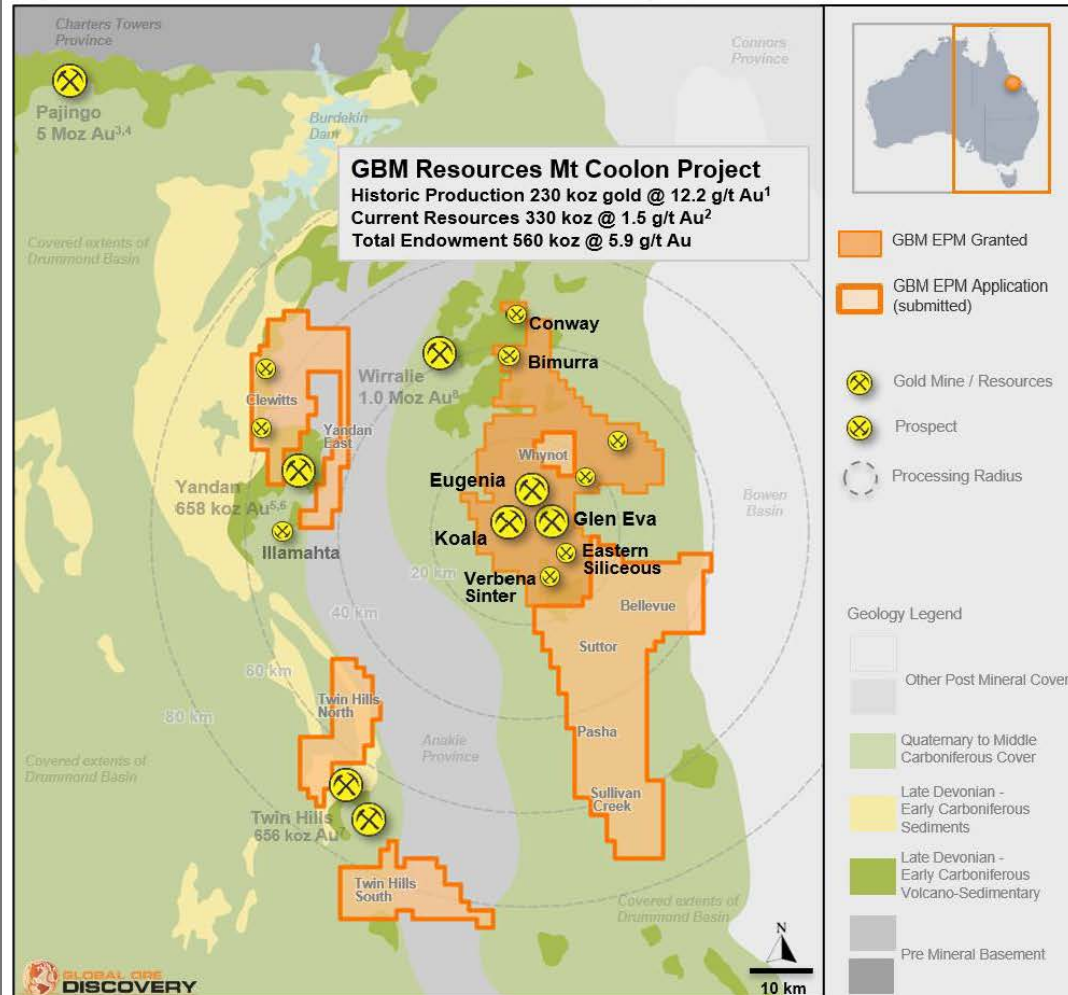 Charters Towers
Province
Pajingo
5 Moz Au3,4
Burdekin
Dam
Connors
Province
GBM Resources Mt Coolon Project
Historic Production 230 koz gold @ 12.2 g/t Au1
Current Resources 330 koz @ 1.5 g/t Au2
Total Endowment 560 koz @ 5.9 g/t Au
Covered extents of
Drummond Basin
Conway
Bimurra
Wirralie
1.0 Moz Au8
Clewitts
Yandan
East
Whynot
Yandan
658 koz Au5,6
Illamahta
Eugenia
Koala
Glen Eva
Eastern
Siliceous
Verbena
Sinter
Bowen
Basin
20 km
40 km
60 km
80 km
Bellevue
Suttor
Pasha
Sullivan
Creek
Twin Hills
North
Anakie
Province
Covered extents of
Drummond Basin
Twin Hills
656 koz Au7
Twin Hills
South
Covered extents of
Drummond Basin
N
10 km
GLOBAL ORE
DISCOVERY
GBM EPM Granted
GBM EPM Application
(submitted)
Gold Mine / Resources
Prospect
Processing Radius
Geology Legend
Other Post Mineral Cover
Quaternary to Middle
Carboniferous Cover
Late Devonian -
Early Carboniferous
Sediments
Late Devonian -
Early Carboniferous
Volcano-Sedimentary
Pre Mineral Basement